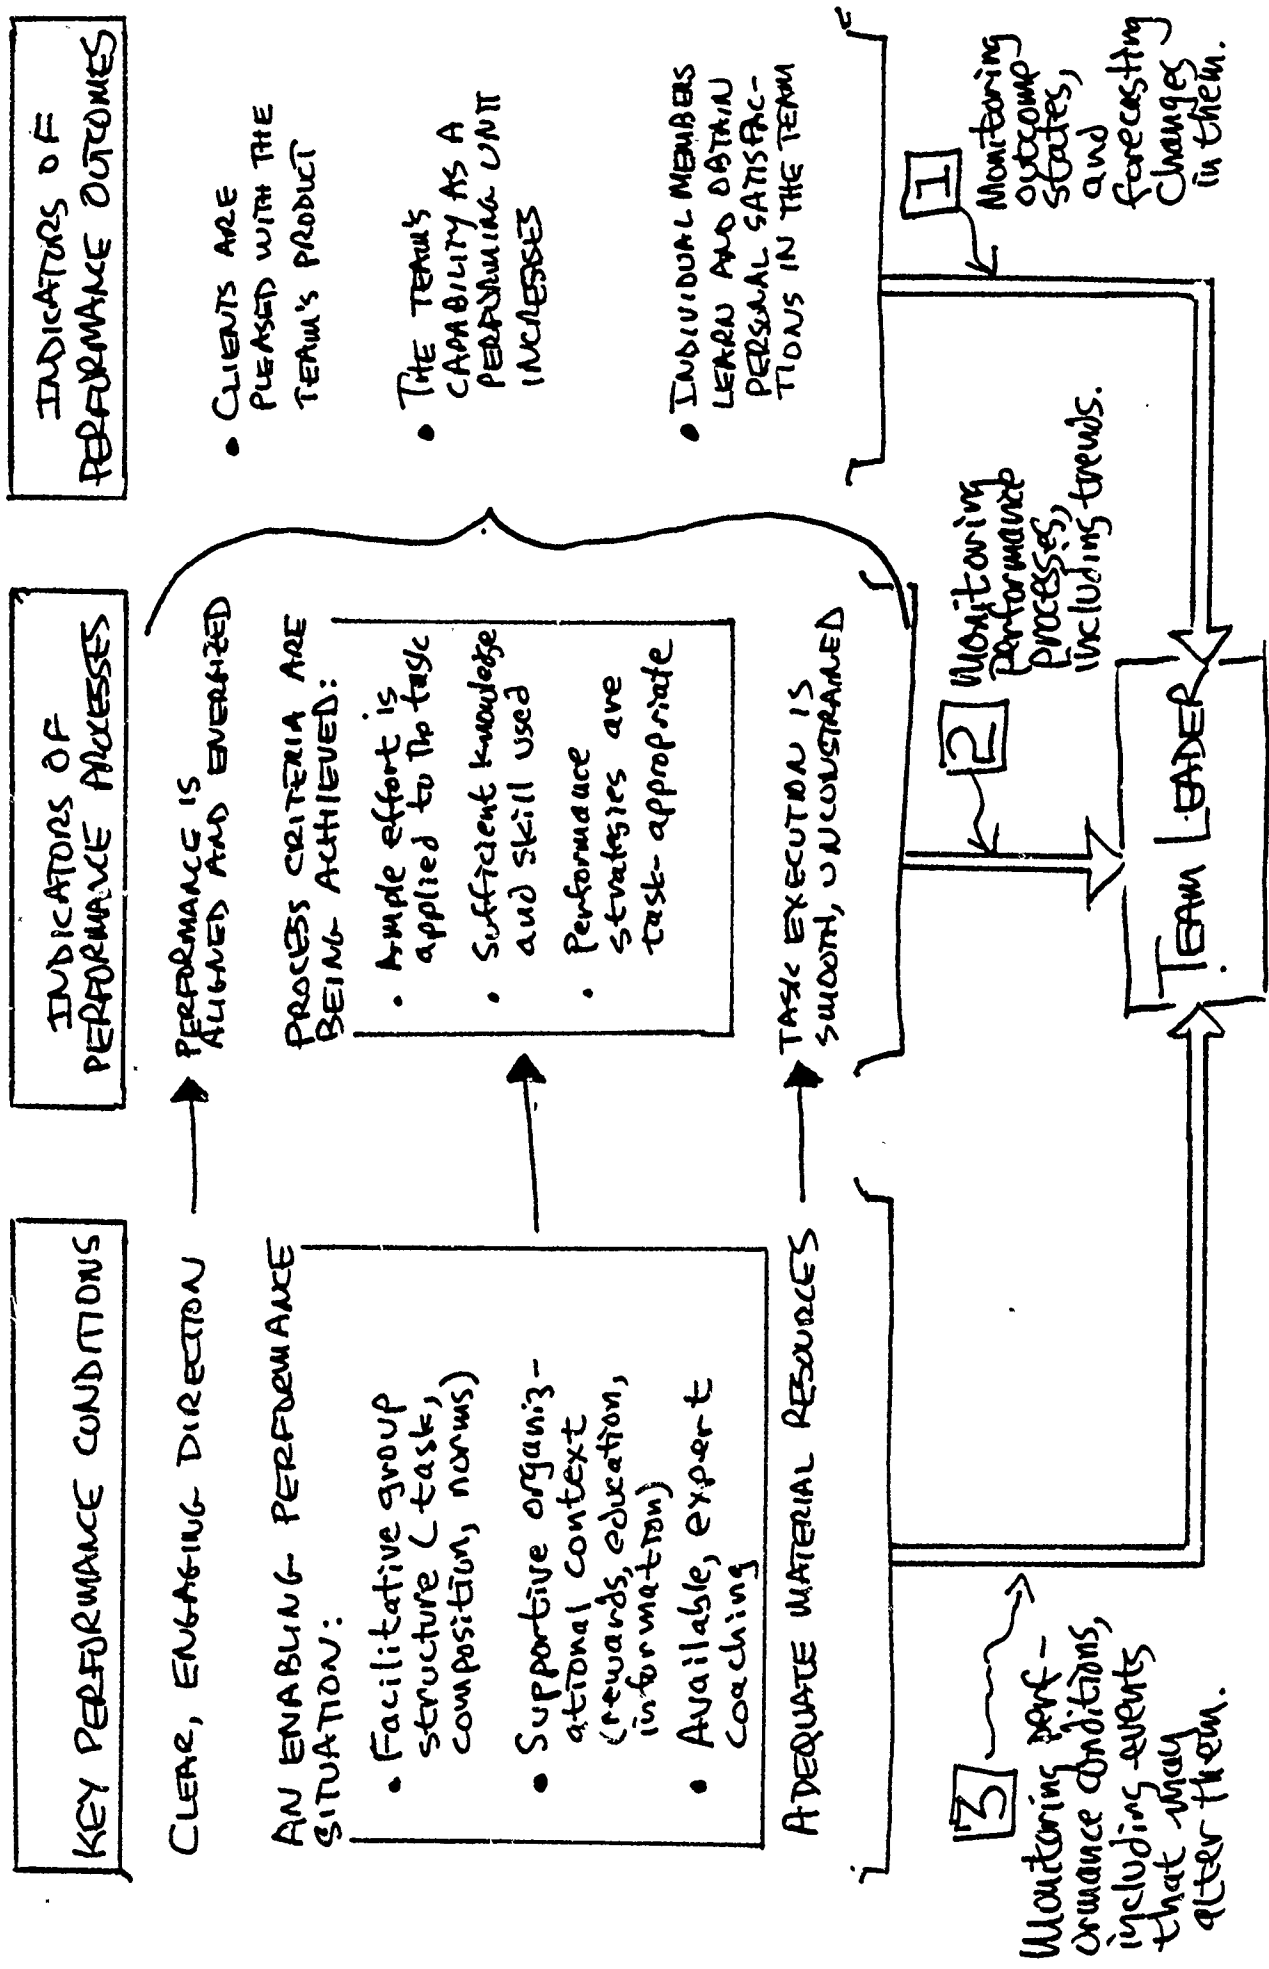 KEY PERFORMANCE CONDITIONS
CLEAR, ENGAGING DIRECTION
AN ENABLING PERFORMANCE
SITUATION:
• Facilitative group
structure (task,
composition, norms)
• Supportive organiz-
ational context
(rewards, education,
information)
• Available, expert
coaching
ADEQUATE MATERIAL RESOURCES
INDICATORS OF
PERFORMANCE PROCESSES
PERFORMANCE IS
ALIGNED AND ENERGIZED
PROCESS CRITERIA ARE
BEING ACHIEVED:
• Ample effort is
applied to the task
• Sufficient knowledge
and skill used
• Performance
strategies are
task-appropriate
TASK EXECUTION IS
SMOOTH, UNCONSTRAINED
INDICATORS OF
PERFORMANCE OUTCOMES
• CLIENTS ARE
PLEASED WITH THE
TEAM'S PRODUCT
• THE TEAM'S
CAPABILITY AS A
PERFORMING UNIT
INCREASES
• INDIVIDUAL MEMBERS
LEARN AND OBTAIN
PERSONAL SATISFAC-
TIONS IN THE TEAM
3
Monitoring perf-
ormance conditions,
including events
that may
alter them.
2
Monitoring
performance
processes,
including trends.
1
Monitoring
outcome
states,
and
forecasting
changes
in them.
TEAM LEADER